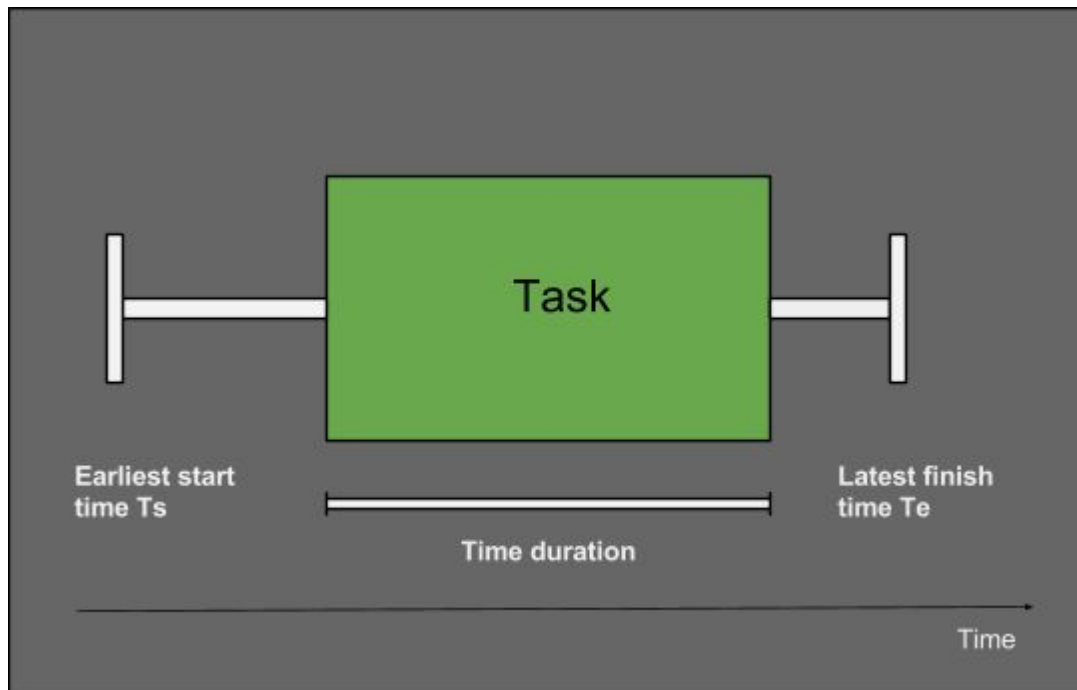 Task
Earliest start
time Ts
Latest finish
time Te
Time duration
Time